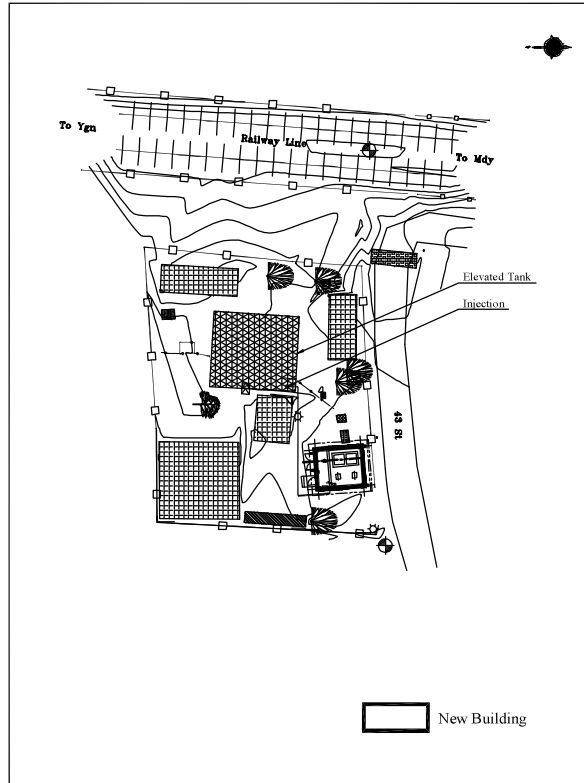 To Ygn
Railway Line
To Mdy
Elevated Tank
Injection
43 St
New Building